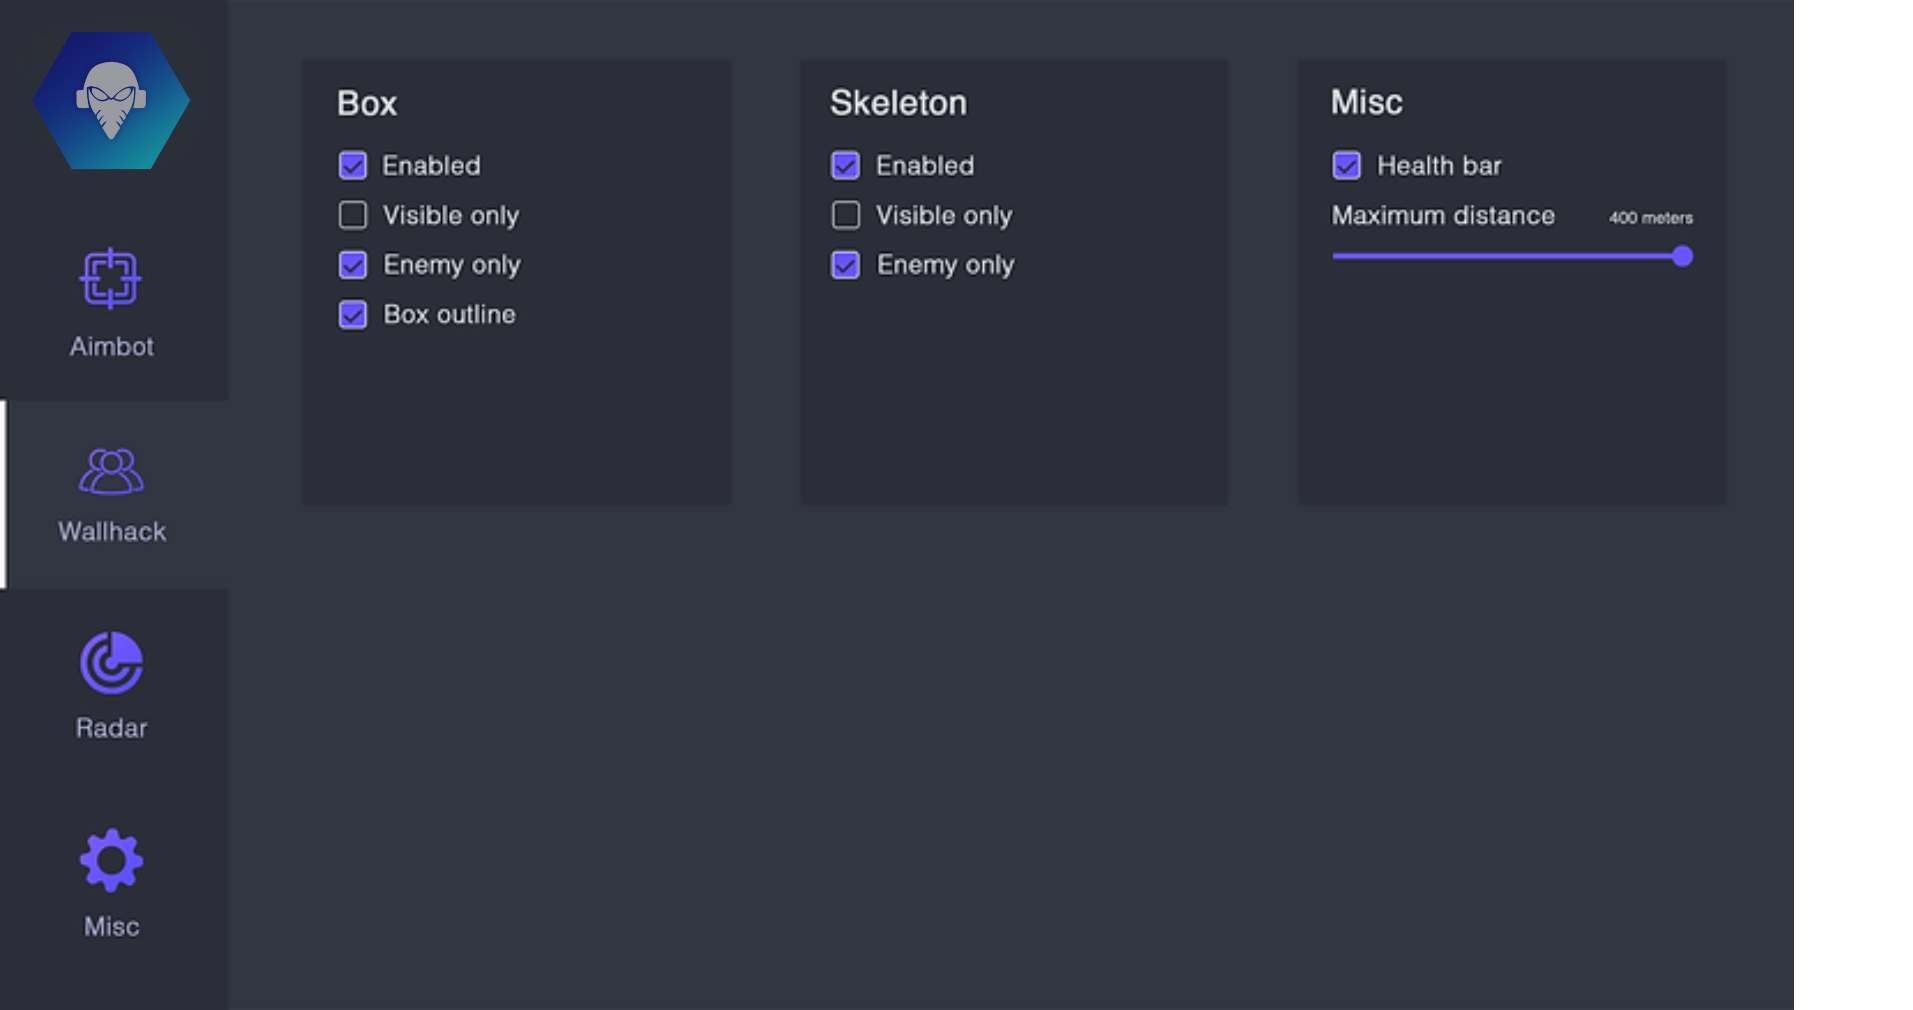 Aimbot
Wallhack
Radar
Misc
Box
Enabled
Visible only
Enemy only
Box outline
Skeleton
Enabled
Visible only
Enemy only
Misc
Health bar
Maximum distance 400 meters